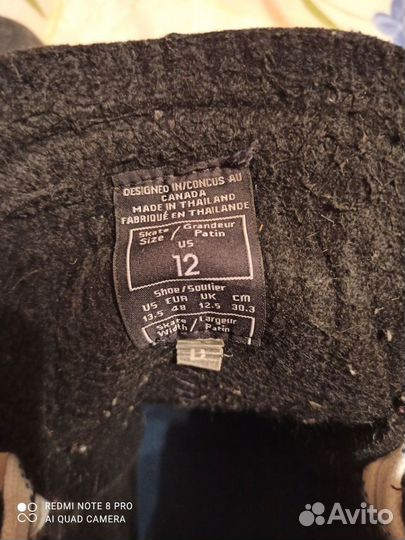 DESIGNED IN/CONCUS AU
CANADA
MADE IN THAILAND
FABRIQUÉ EN THAILANDE
Skate Size / Grandeur Patin
US
12
Shoe/Soulier
US EUR UK CM
13.5 48 12.5 30.3
Skate Width / Largeur Patin
D
REDMI NOTE 8 PRO
AI QUAD CAMERA
Avito